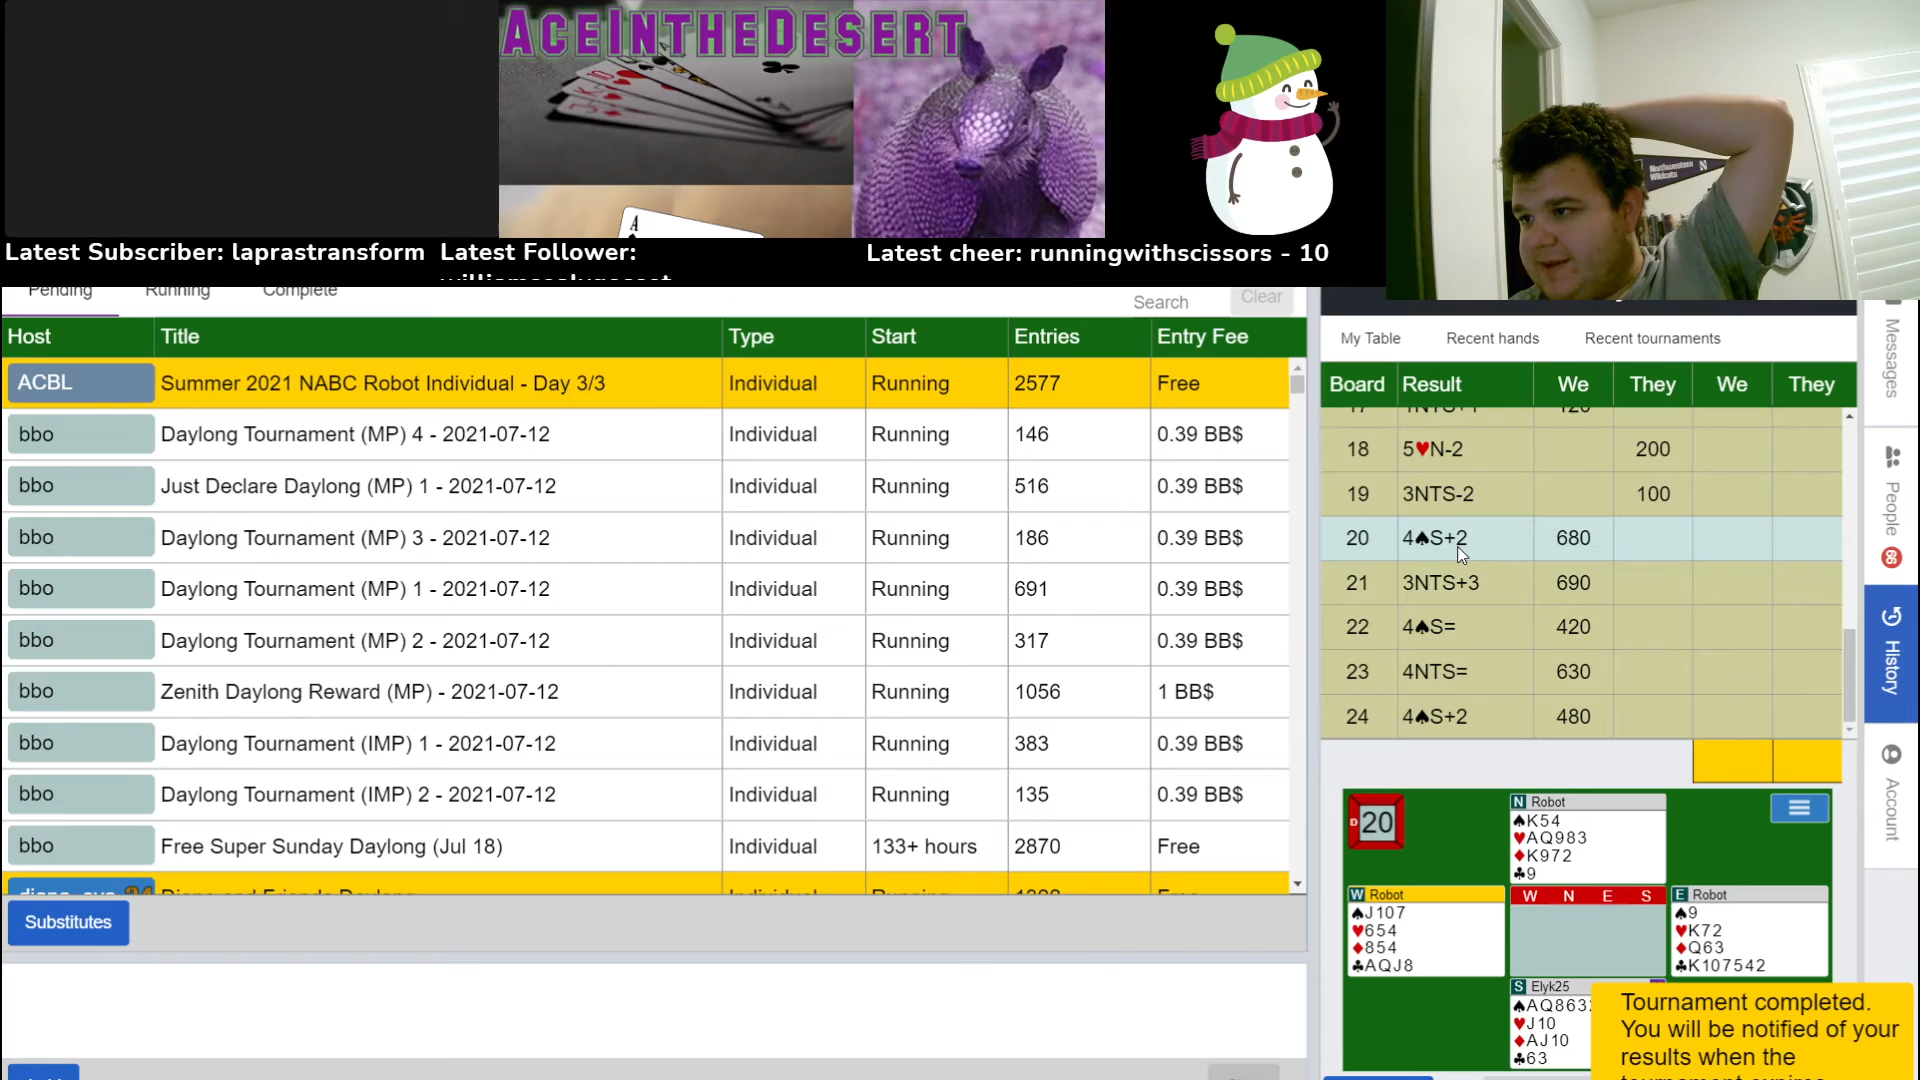 AceInTheDesert
A
Northwestern
Wildcats
N
Latest Subscriber: laprastransform
Latest Follower:
Latest cheer: runningwithscissors - 10
Pending Running Complete
Search
Clear
Host Title Type Start Entries Entry Fee
ACBL Summer 2021 NABC Robot Individual - Day 3/3 Individual Running 2577 Free
bbo Daylong Tournament (MP) 4 - 2021-07-12 Individual Running 146 0.39 BB$
bbo Just Declare Daylong (MP) 1 - 2021-07-12 Individual Running 516 0.39 BB$
bbo Daylong Tournament (MP) 3 - 2021-07-12 Individual Running 186 0.39 BB$
bbo Daylong Tournament (MP) 1 - 2021-07-12 Individual Running 691 0.39 BB$
bbo Daylong Tournament (MP) 2 - 2021-07-12 Individual Running 317 0.39 BB$
bbo Zenith Daylong Reward (MP) - 2021-07-12 Individual Running 1056 1 BB$
bbo Daylong Tournament (IMP) 1 - 2021-07-12 Individual Running 383 0.39 BB$
bbo Daylong Tournament (IMP) 2 - 2021-07-12 Individual Running 135 0.39 BB$
bbo Free Super Sunday Daylong (Jul 18) Individual 133+ hours 2870 Free
Substitutes
My Table Recent hands Recent tournaments
Board Result We They We They
17 1NTS+1 120
18 5♥N-2 200
19 3NTS-2 100
20 4♠S+2 680
21 3NTS+3 690
22 4♠S= 420
23 4NTS= 630
24 4♠S+2 480
D 20
N Robot
♠K54
♥AQ983
♦K972
♣9
W Robot
♠J107
♥654
♦854
♣AQJ8
W N E S
E Robot
♠9
♥K72
♦Q63
♣K107542
S Elyk25
♠AQ863
♥J10
♦AJ10
♣63
Tournament completed.
You will be notified of your
results when the
Messages
People
66
History
Account